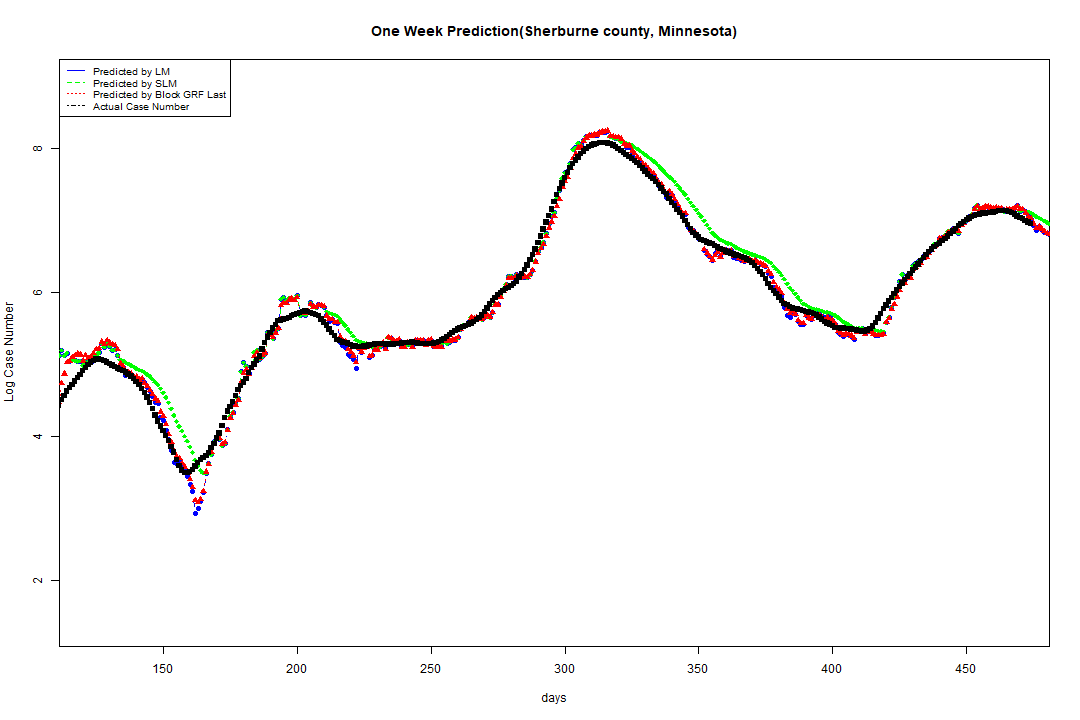 One Week Prediction(Sherburne county, Minnesota)
Predicted by LM
Predicted by SLM
Predicted by Block GRF Last
Actual Case Number
8
6
4
2
Log Case Number
150 200 250 300 350 400 450
days